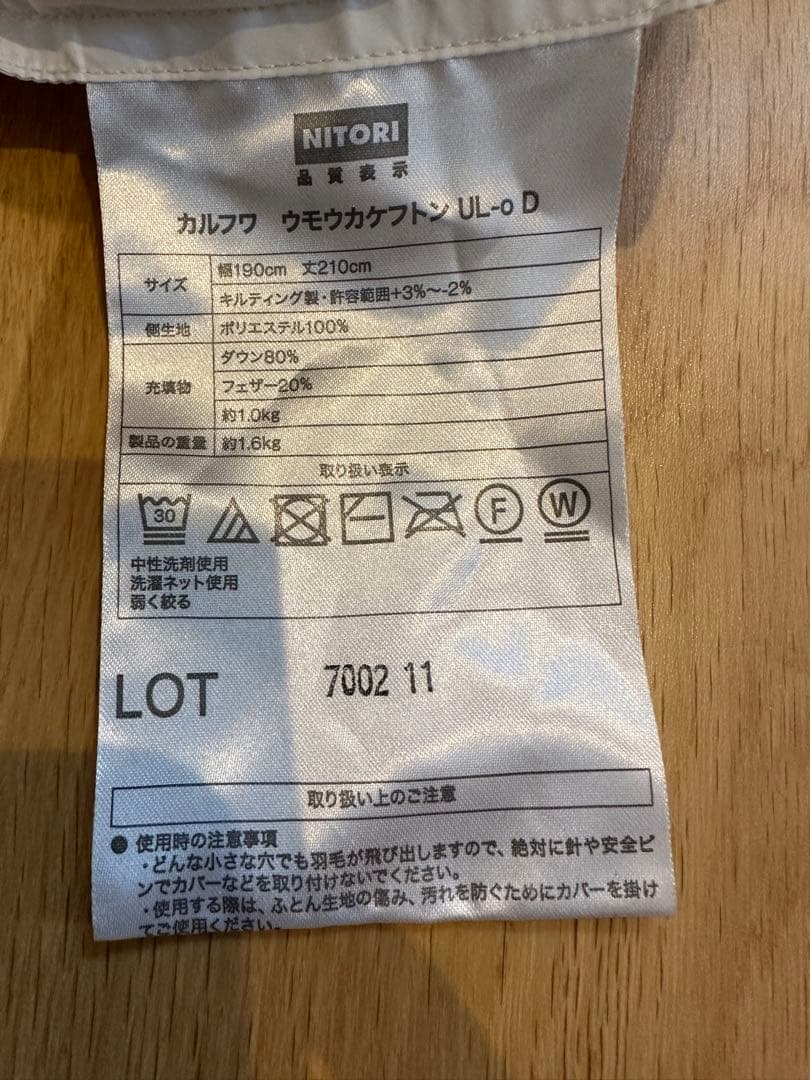 NITORI
品質表示
カルフワ ウモウカケフトン UL-o D
サイズ 幅190cm 丈210cm
キルティング製・許容範囲+3%〜-2%
側生地 ポリエステル100%
充填物 ダウン80%
フェザー20%
約1.0kg
製品の重量 約1.6kg
取り扱い表示
30 F W
中性洗剤使用
洗濯ネット使用
弱く絞る
LOT 7002 11
取り扱い上のご注意
● 使用時の注意事項
・どんな小さな穴でも羽毛が飛び出しますので、絶対に針や安全ピ
ンでカバーなどを取り付けないでください。
・使用する際は、ふとん生地の傷み、汚れを防ぐためにカバーを掛け
てご使用ください。